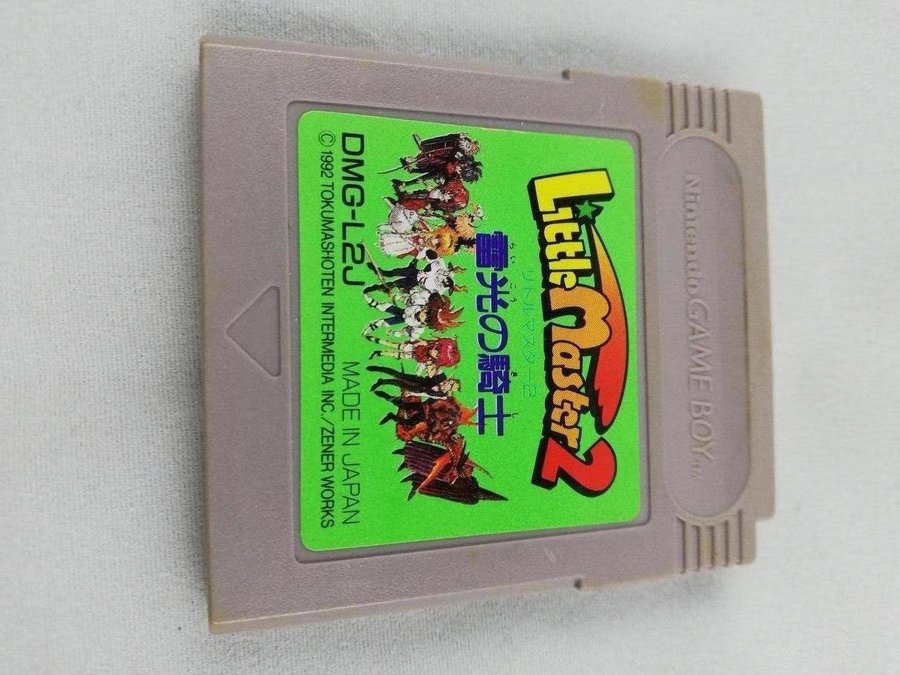 Nintendo GAME BOY
Little Master 2
リトルマスター2
らいこう きし
雷光の騎士
DMG-L2J MADE IN JAPAN
© 1992 TOKUMASHOTEN INTERMEDIA INC./ZENER WORKS